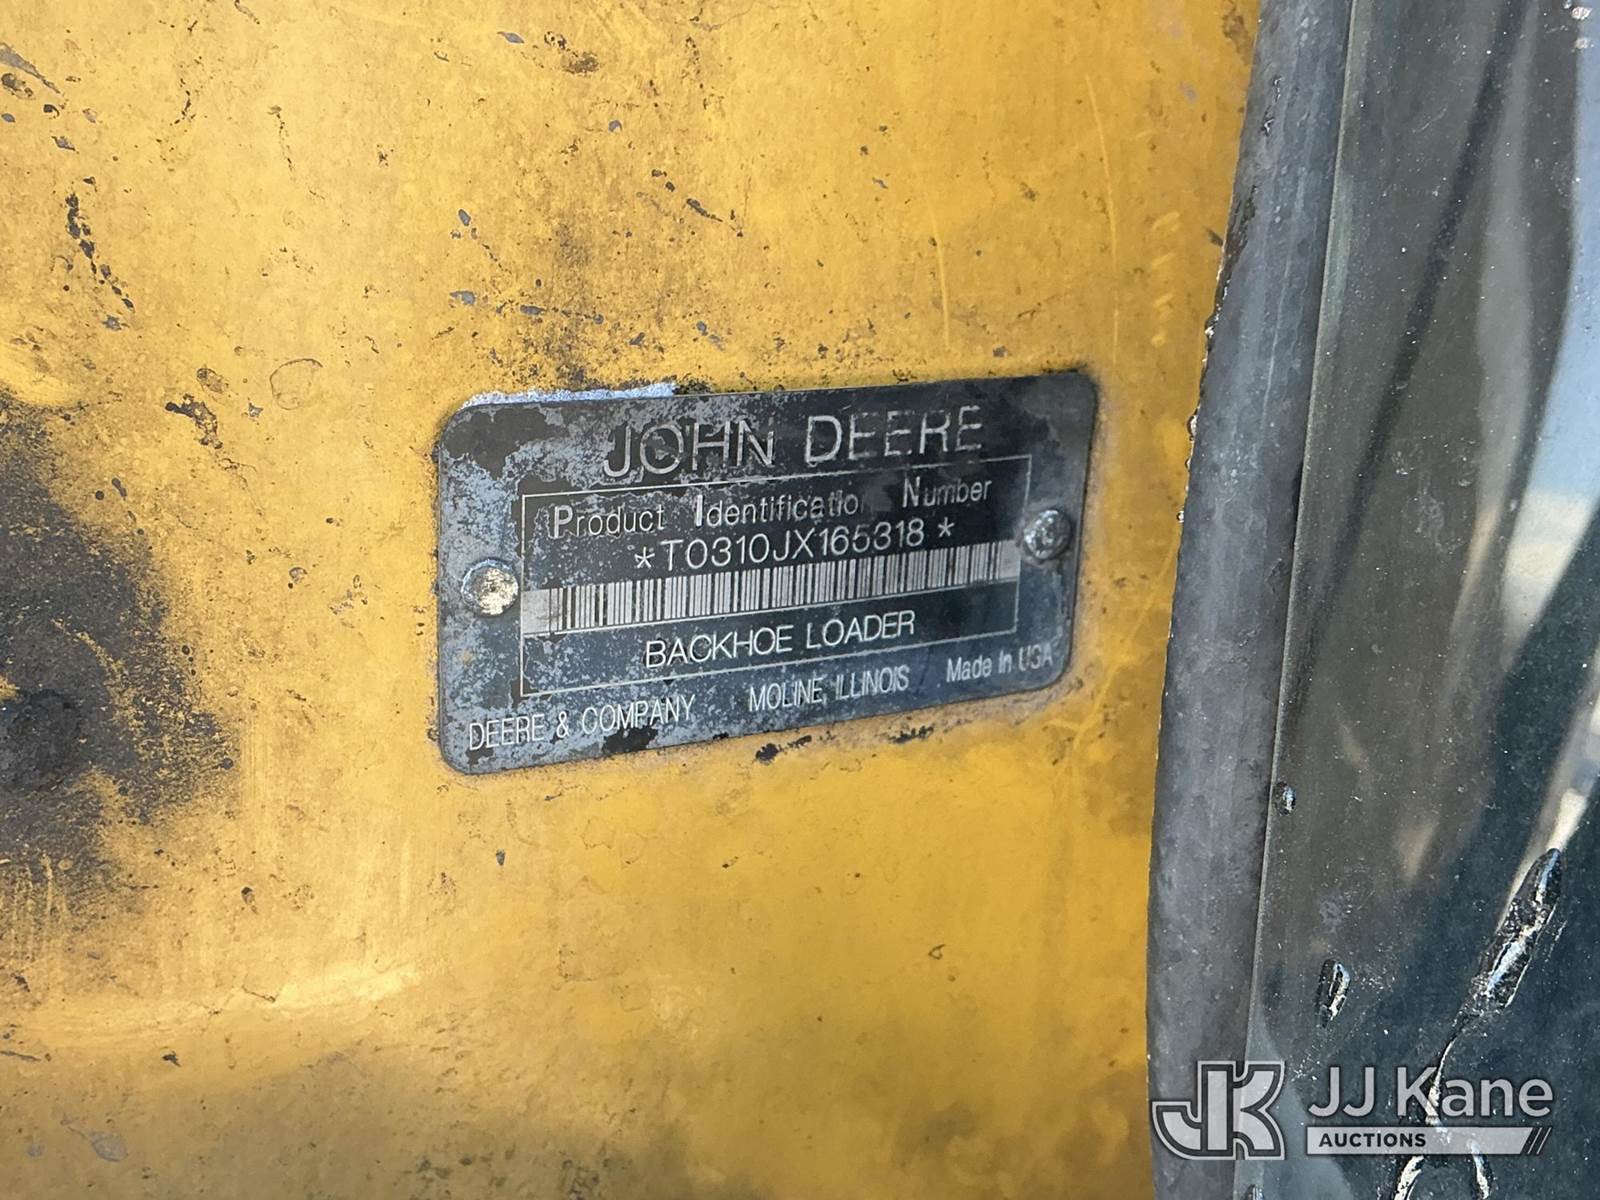 JOHN DEERE
Product Identification Number
*T0310JX165318*
BACKHOE LOADER
DEERE & COMPANY MOLINE, ILLINOIS Made In USA
JJ Kane
AUCTIONS